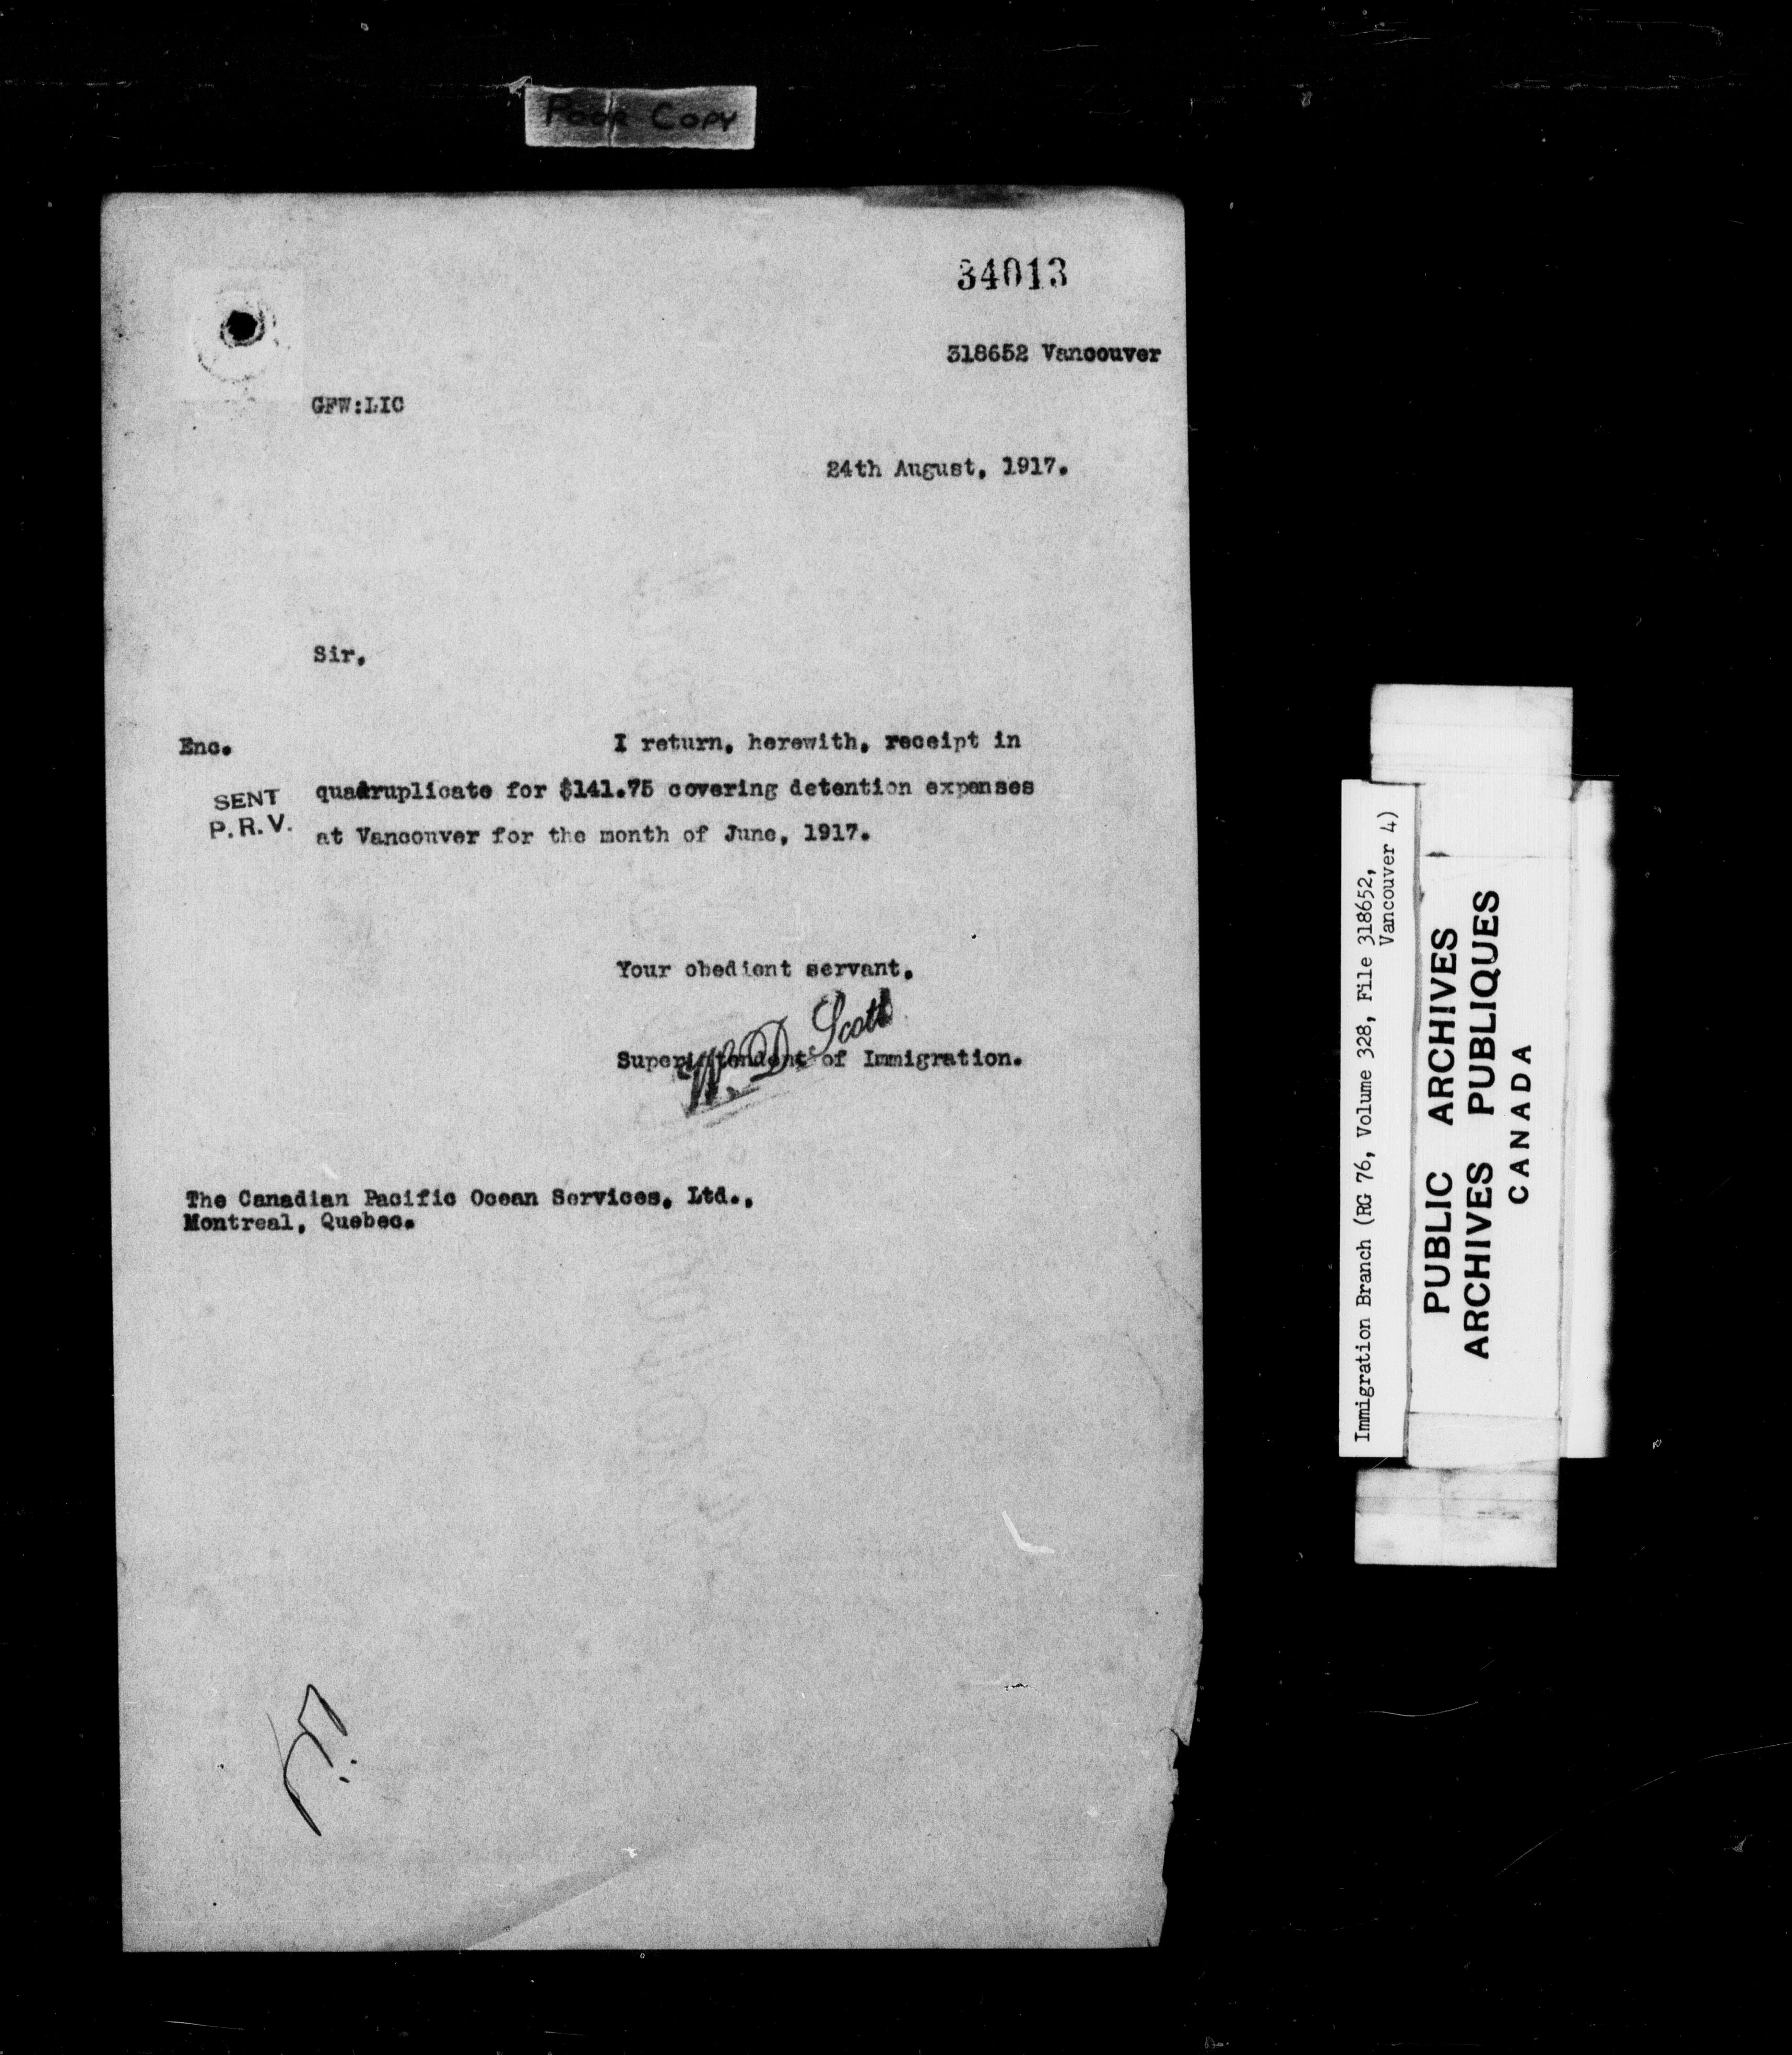 POOR COPY
34013
318652 Vancouver
GFW:LIC
24th August, 1917.
Sir,
Enc.
I return, herewith, receipt in
quadruplicate for $141.75 covering detention expenses
SENT
P.R.V.
at Vancouver for the month of June, 1917.
Your obedient servant,
W. D. Scott
Superintendent of Immigration.
The Canadian Pacific Ocean Services, Ltd.,
Montreal, Quebec.
Immigration Branch (RG 76, Volume 328, File 318652,
Vancouver 4)
PUBLIC ARCHIVES
ARCHIVES PUBLIQUES
CANADA